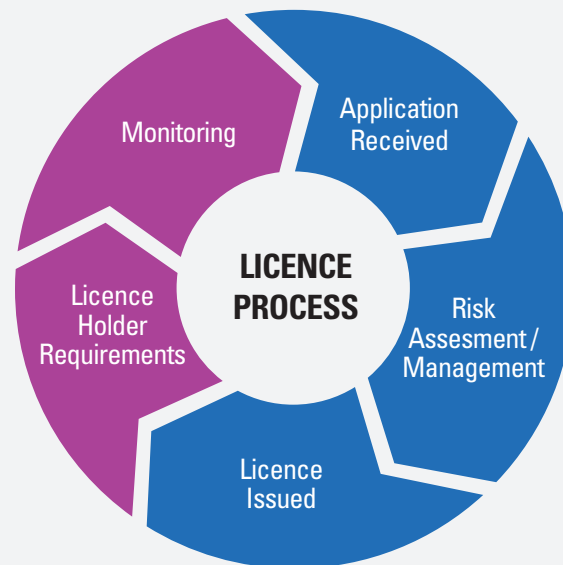 LICENCE
PROCESS
Application
Received
Risk
Assesment /
Management
Licence
Issued
Licence
Holder
Requirements
Monitoring